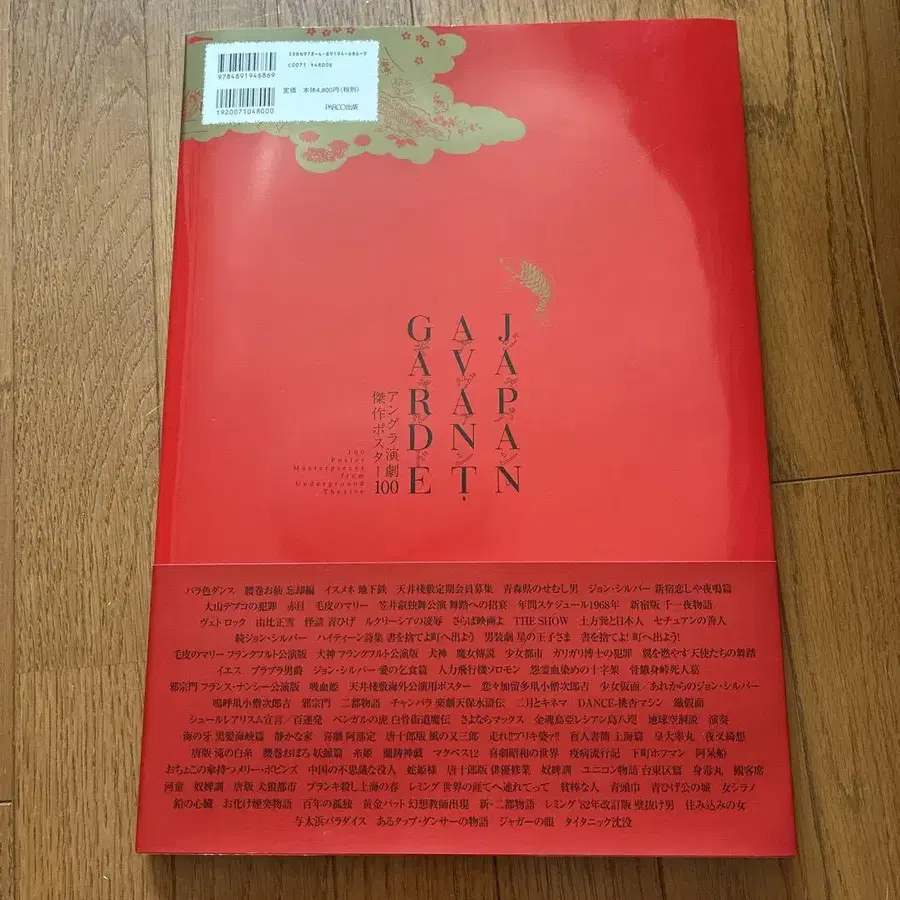 ISBN978-4-89194-686-9
C0071 ¥4800E
9784891946869
定価 本体4,800円(税別)
1920071048000
PARCO出版
JAPAN
AVANT
GARDE
ジャパン
アヴァンギャルド
アングラ演劇
傑作ポスター100
100
Poster
Masterpieces
from
Underground
Theatre
バラ色ダンス 腰巻お仙 忘却編 イスメネ 地下鉄 天井棧敷定期会員募集 青森県のせむし男 ジョン・シルバー 新宿恋しや夜鳴篇
大山デブコの犯罪 赤目 毛皮のマリー 笠井叡独舞公演 舞踏への招宴 年間スケジュール1968年 新宿版 千一夜物語
ヴェトロック 由比正雪 怪談 青ひげ ルクリーシアの凌辱 さらば映画よ THE SHOW 土方巽と日本人 セチュアンの善人
続ジョン・シルバー ハイティーン詩集 書を捨てよ町へ出よう 男装劇 星の王子さま 書を捨てよ! 町へ出よう!
毛皮のマリー フランクフルト公演版 犬神 フランクフルト公演版 犬神 魔女傳説 少女都市 ガリガリ博士の犯罪 翼を燃やす天使たちの舞踏
イエス ブラブラ男爵 ジョン・シルバー 愛の乞食篇 人力飛行機ソロモン 怨霊血染めの十字架 骨餓身峠死人葛
邪宗門 フランス・ナンシー公演版 吸血姫 天井棧敷海外公演用ポスター 恋々加留多鼠小僧次郎吉 少女仮面/あれからのジョン・シルバー
嗚呼鼠小僧次郎吉 邪宗門 二都物語 チャンバラ 楽劇天保水滸伝 二月とキネマ DANCE・桃杏マシン 鐵假面
シュールレアリスム宣言/百連発 ベンガルの虎 白骨街道魔伝 さよならマックス 金魂鳥亞レシアン島八琞 地球空洞説 演奏
海の牙 黒髪海峡篇 静かな家 喜劇 阿部定 唐十郎版 風の又三郎 走れ!!ブリキ婆ァ!! 盲人書簡 上海篇 皇大睾丸 夜叉綺想
唐版 滝の白糸 腰巻おぼろ 妖鯨篇 糸姫 蘭鋳神戯 マクベス12 喜劇昭和の世界 疫病流行記 下町ホフマン 阿呆船
おちょこの傘持つメリー・ポピンズ 中国の不思議な役人 蛇姫様 唐十郎版 俳優修業 奴婢訓 ユニコン物語 台東区篇 身毒丸 観客席
河童 奴婢訓 唐版 犬狼都市 ブランキ殺し上海の春 レミング 世界の涯てへ連れてって 貧棒な人 青頭巾 青ひげ公の城 女シラノ
鉛の心臓 お化け煙突物語 百年の孤独 黄金バット 幻想教師出現 新・二都物語 レミング '82年改訂版 壁抜け男 住み込みの女
与太浜パラダイス あるタップ・ダンサーの物語 ジャガーの眼 タイタニック沈没